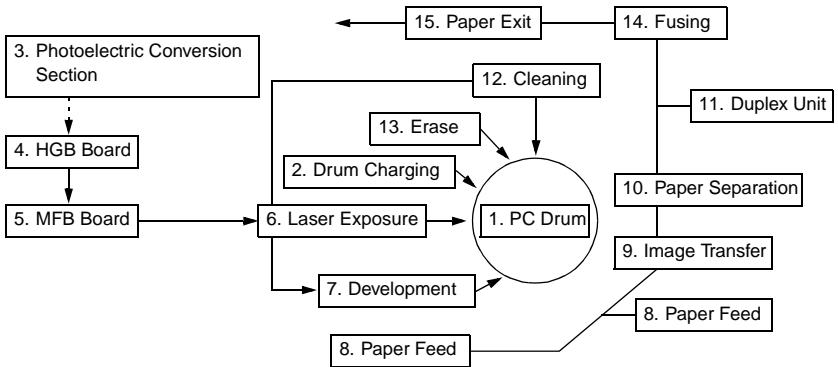 15. Paper Exit
14. Fusing
3. Photoelectric Conversion
Section
12. Cleaning
11. Duplex Unit
13. Erase
4. HGB Board
2. Drum Charging
10. Paper Separation
5. MFB Board
6. Laser Exposure
1. PC Drum
9. Image Transfer
7. Development
8. Paper Feed
8. Paper Feed